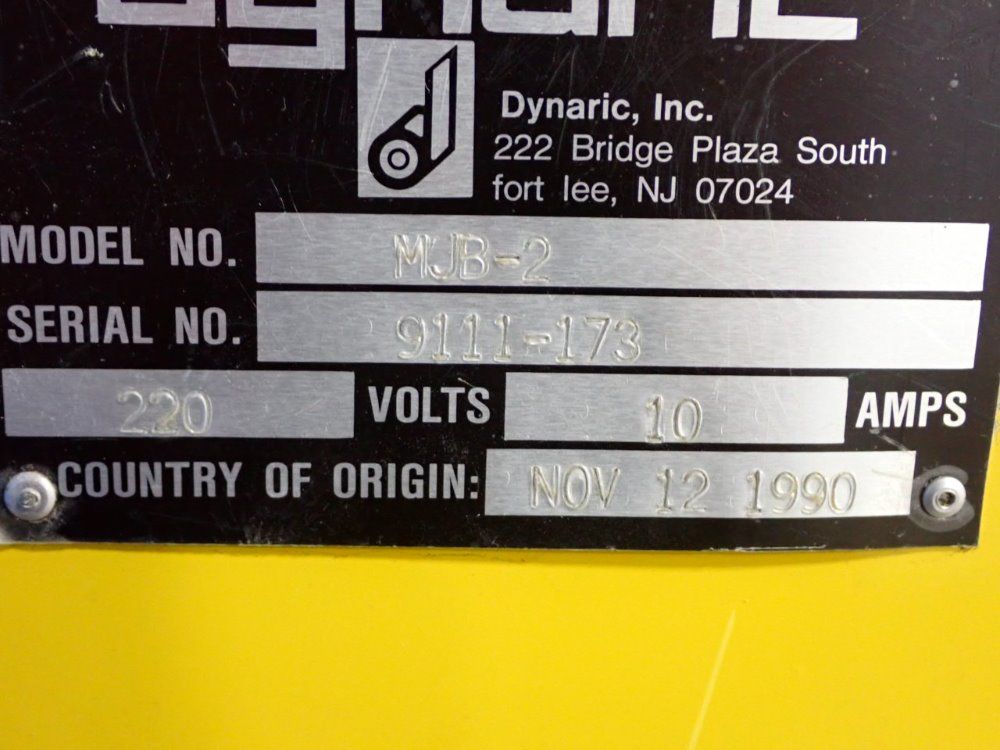 dynaric
Dynaric, Inc.
222 Bridge Plaza South
fort lee, NJ 07024
MODEL NO. MJB-2
SERIAL NO. 9111-173
220 VOLTS 10 AMPS
COUNTRY OF ORIGIN: NOV 12 1990